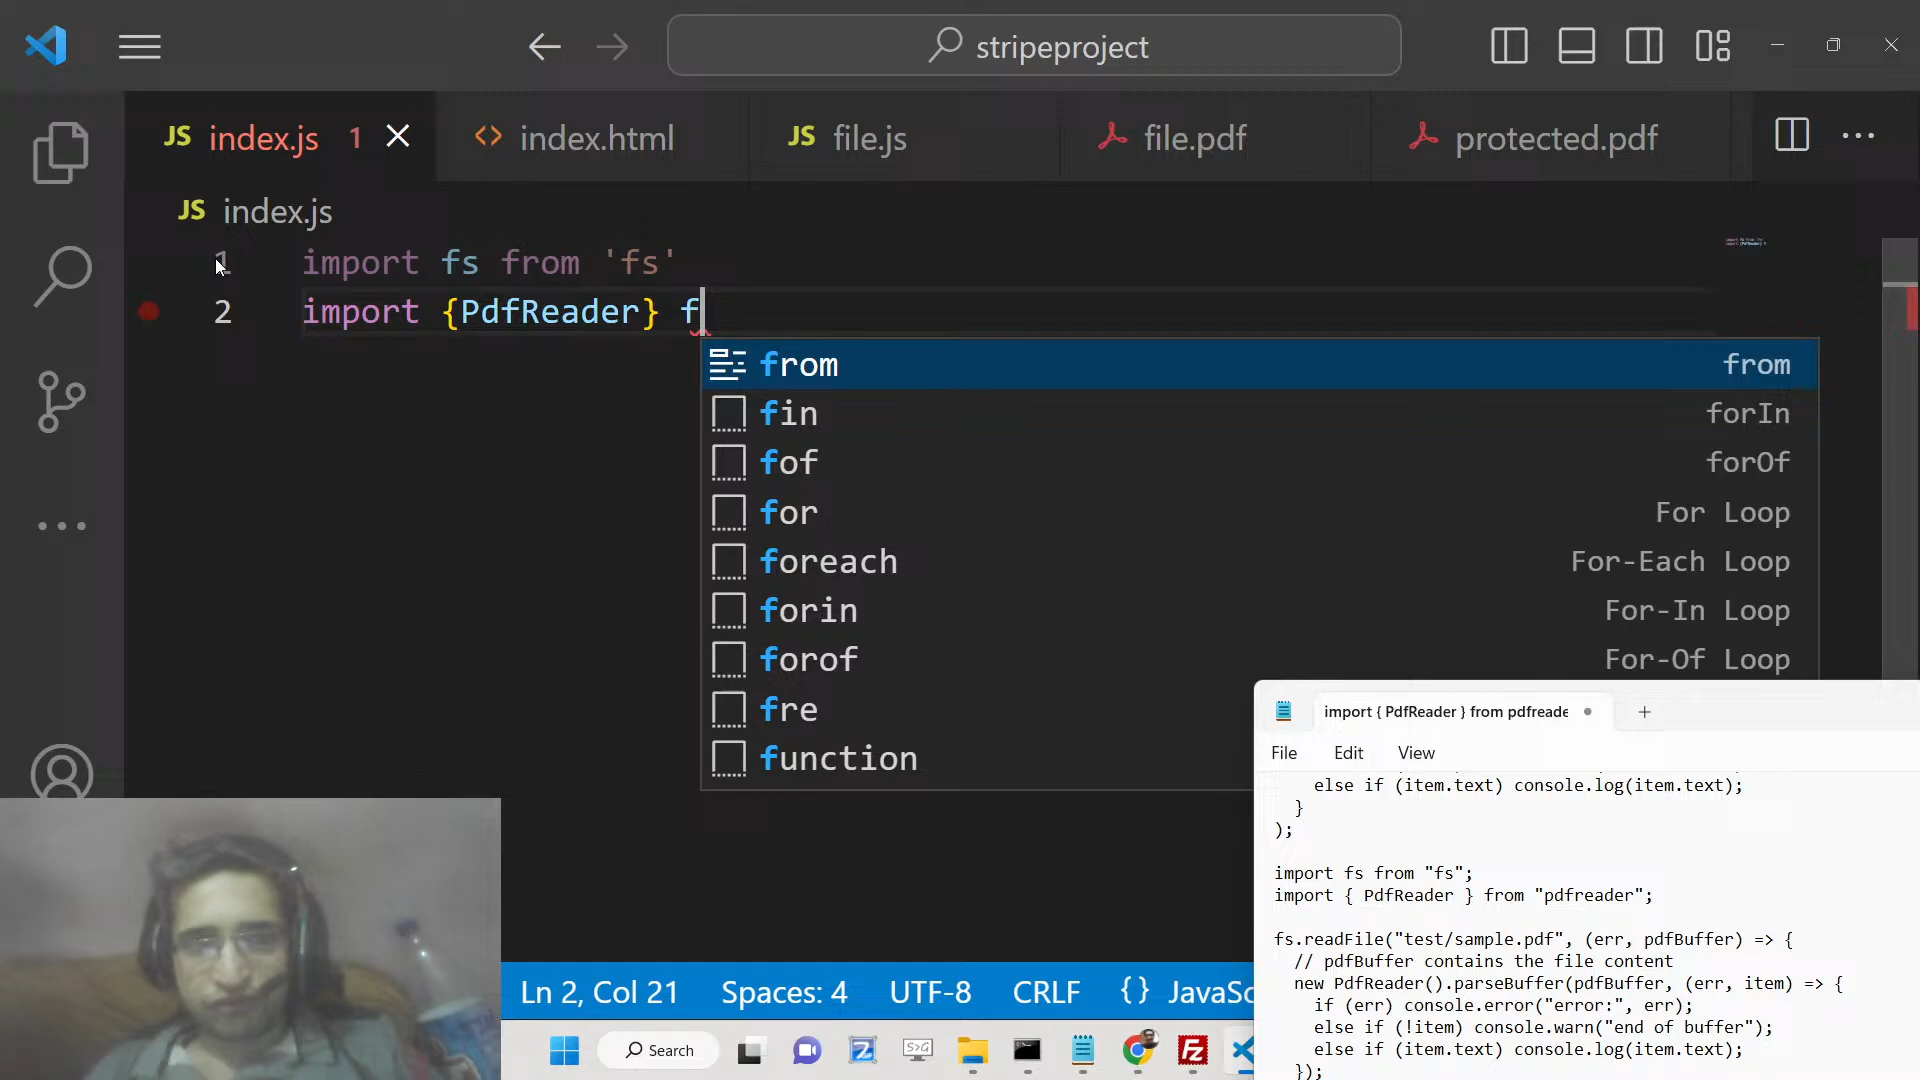 stripeproject
JS index.js 1
index.html
JS file.js
file.pdf
protected.pdf
JS index.js
1 import fs from 'fs'
2 import {PdfReader} f
from from
fin forIn
fof forOf
for For Loop
foreach For-Each Loop
forin For-In Loop
forof For-Of Loop
fre
function
import { PdfReader } from pdfreade
File Edit View
else if (item.text) console.log(item.text);
}
);
import fs from "fs";
import { PdfReader } from "pdfreader";
fs.readFile("test/sample.pdf", (err, pdfBuffer) => {
// pdfBuffer contains the file content
new PdfReader().parseBuffer(pdfBuffer, (err, item) => {
if (err) console.error("error:", err);
else if (!item) console.warn("end of buffer");
else if (item.text) console.log(item.text);
});
Ln 2, Col 21 Spaces: 4 UTF-8 CRLF {} JavaSc
Search